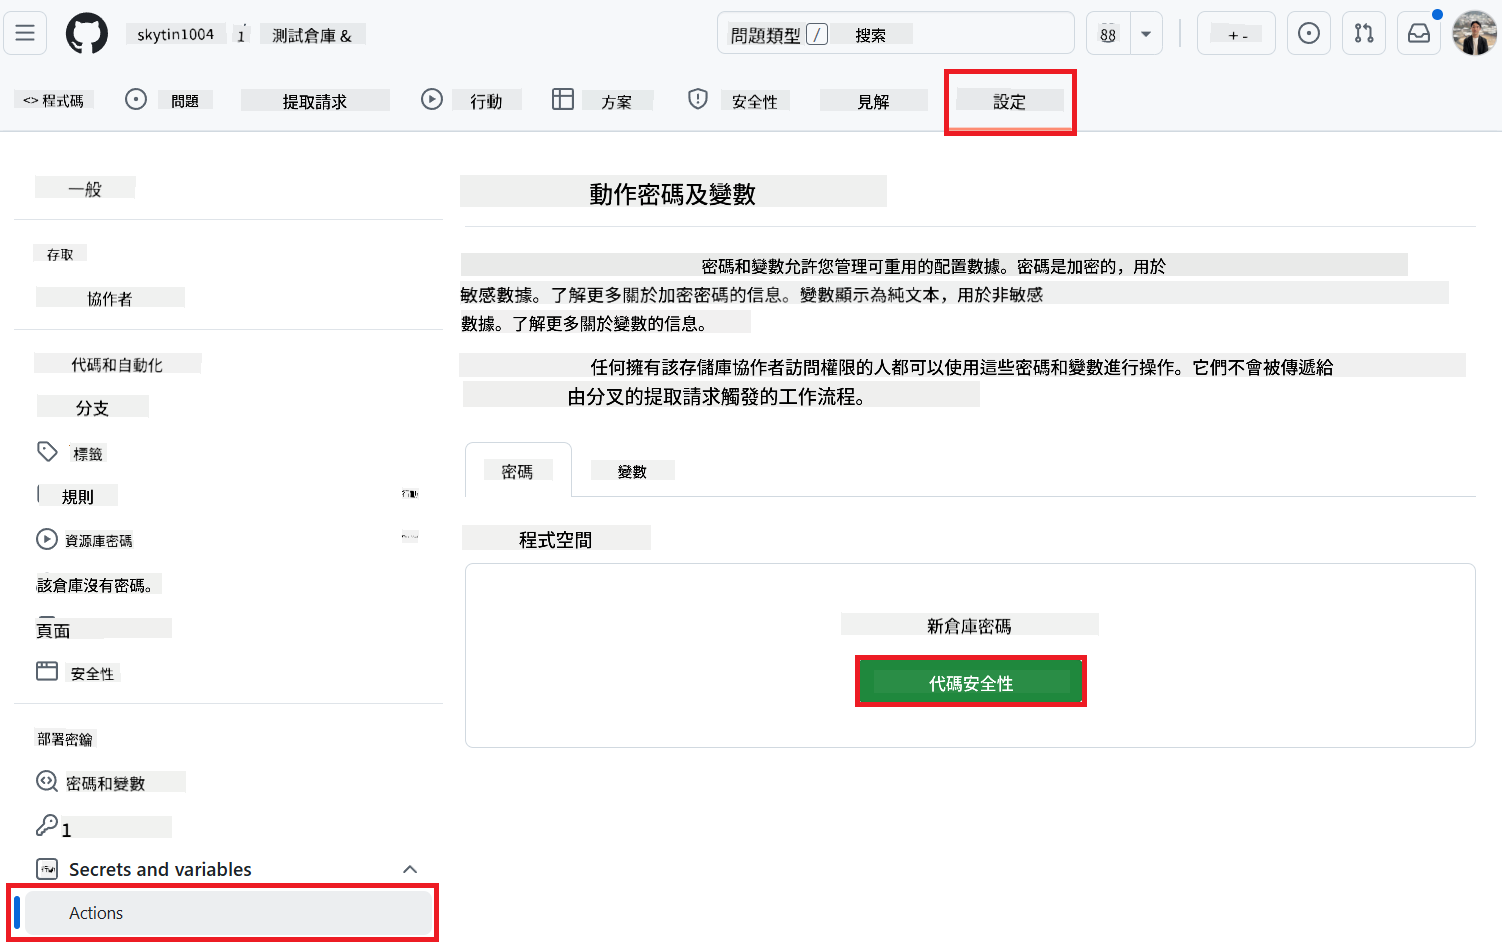 skytin1004
測試倉庫 &
問題類型 / 搜索
+ -
<> 程式碼
問題
提取請求
行動
方案
安全性
見解
設定
一般
存取
協作者
代碼和自動化
分支
標籤
規則
資源庫密碼
該倉庫沒有密碼。
頁面
安全性
部署密鑰
密碼和變數
1
Secrets and variables
Actions
動作密碼及變數
密碼和變數允許您管理可重用的配置數據。密碼是加密的，用於
敏感數據。了解更多關於加密密碼的信息。變數顯示為純文本，用於非敏感
數據。了解更多關於變數的信息。
任何擁有該存儲庫協作者訪問權限的人都可以使用這些密碼和變數進行操作。它們不會被傳遞給
由分叉的提取請求觸發的工作流程。
密碼
變數
程式空間
新倉庫密碼
代碼安全性